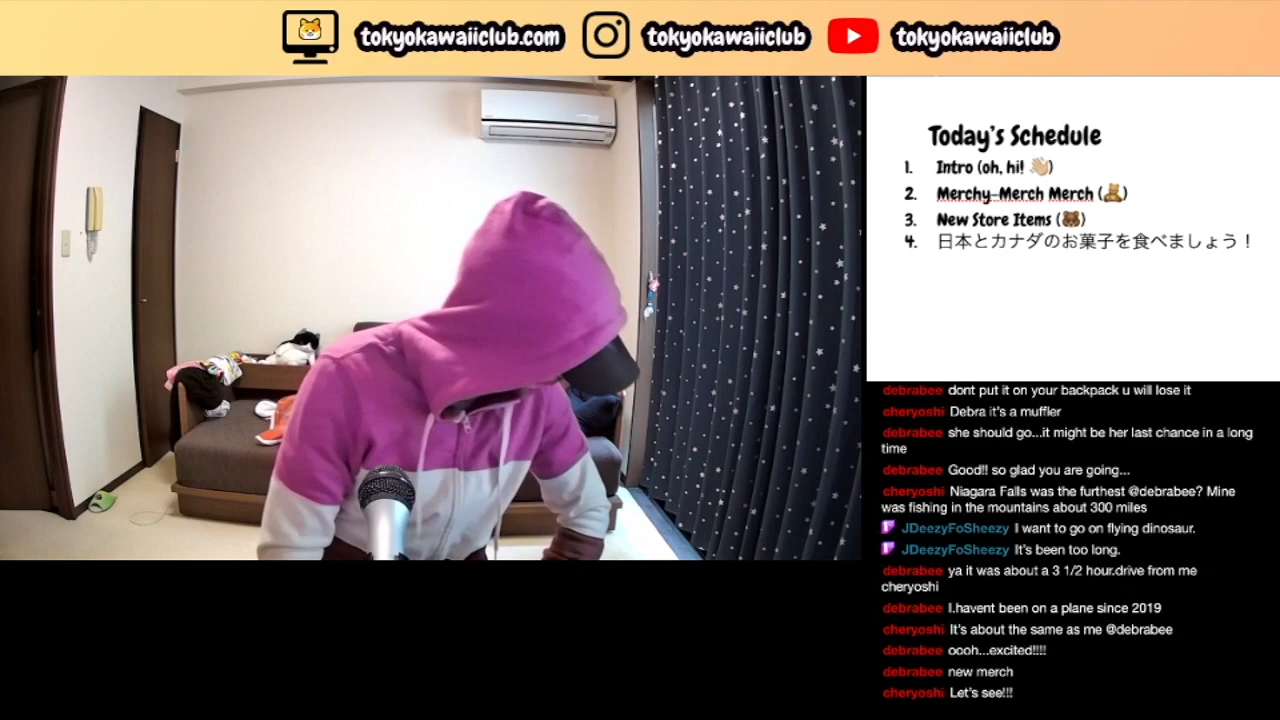 tokyokawaiiclub.com
tokyokawaiiclub
tokyokawaiiclub
Today's Schedule
1. Intro (oh, hi! 👋🏼)
2. Merchy-Merch Merch (🧸)
3. New Store Items (🐻)
4. 日本とカナダのお菓子を食べましょう！
debrabee dont put it on your backpack u will lose it
cheryoshi Debra it's a muffler
debrabee she should go...it might be her last chance in a long
time
debrabee Good!! so glad you are going...
cheryoshi Niagara Falls was the furthest @debrabee? Mine
was fishing in the mountains about 300 miles
JDeezyFoSheezy I want to go on flying dinosaur.
JDeezyFoSheezy It's been too long.
debrabee ya it was about a 3 1/2 hour.drive from me
cheryoshi
debrabee I.havent been on a plane since 2019
cheryoshi It's about the same as me @debrabee
debrabee oooh...excited!!!!
debrabee new merch
cheryoshi Let's see!!!